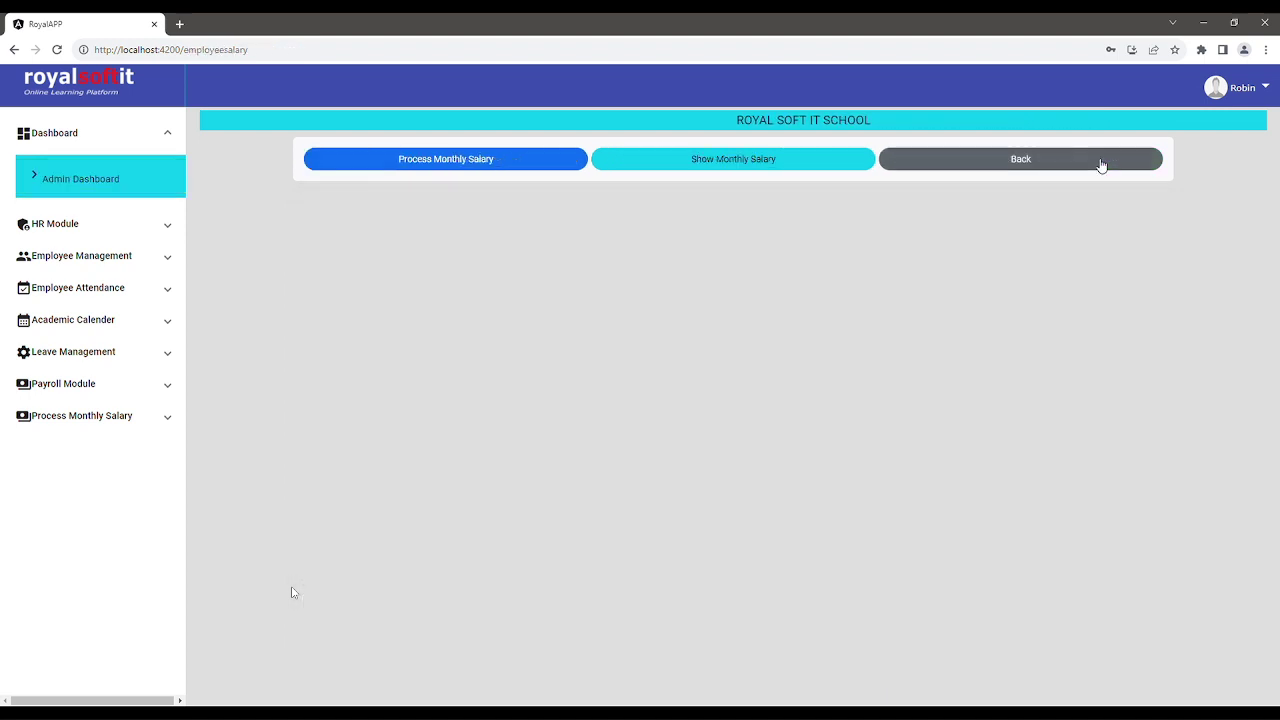 RoyalAPP
http://localhost:4200/employeesalary
royalsoftit
Online Learning Platform
Robin
ROYAL SOFT IT SCHOOL
Process Monthly Salary
Show Monthly Salary
Back
Dashboard
Admin Dashboard
HR Module
Employee Management
Employee Attendance
Academic Calender
Leave Management
Payroll Module
Process Monthly Salary